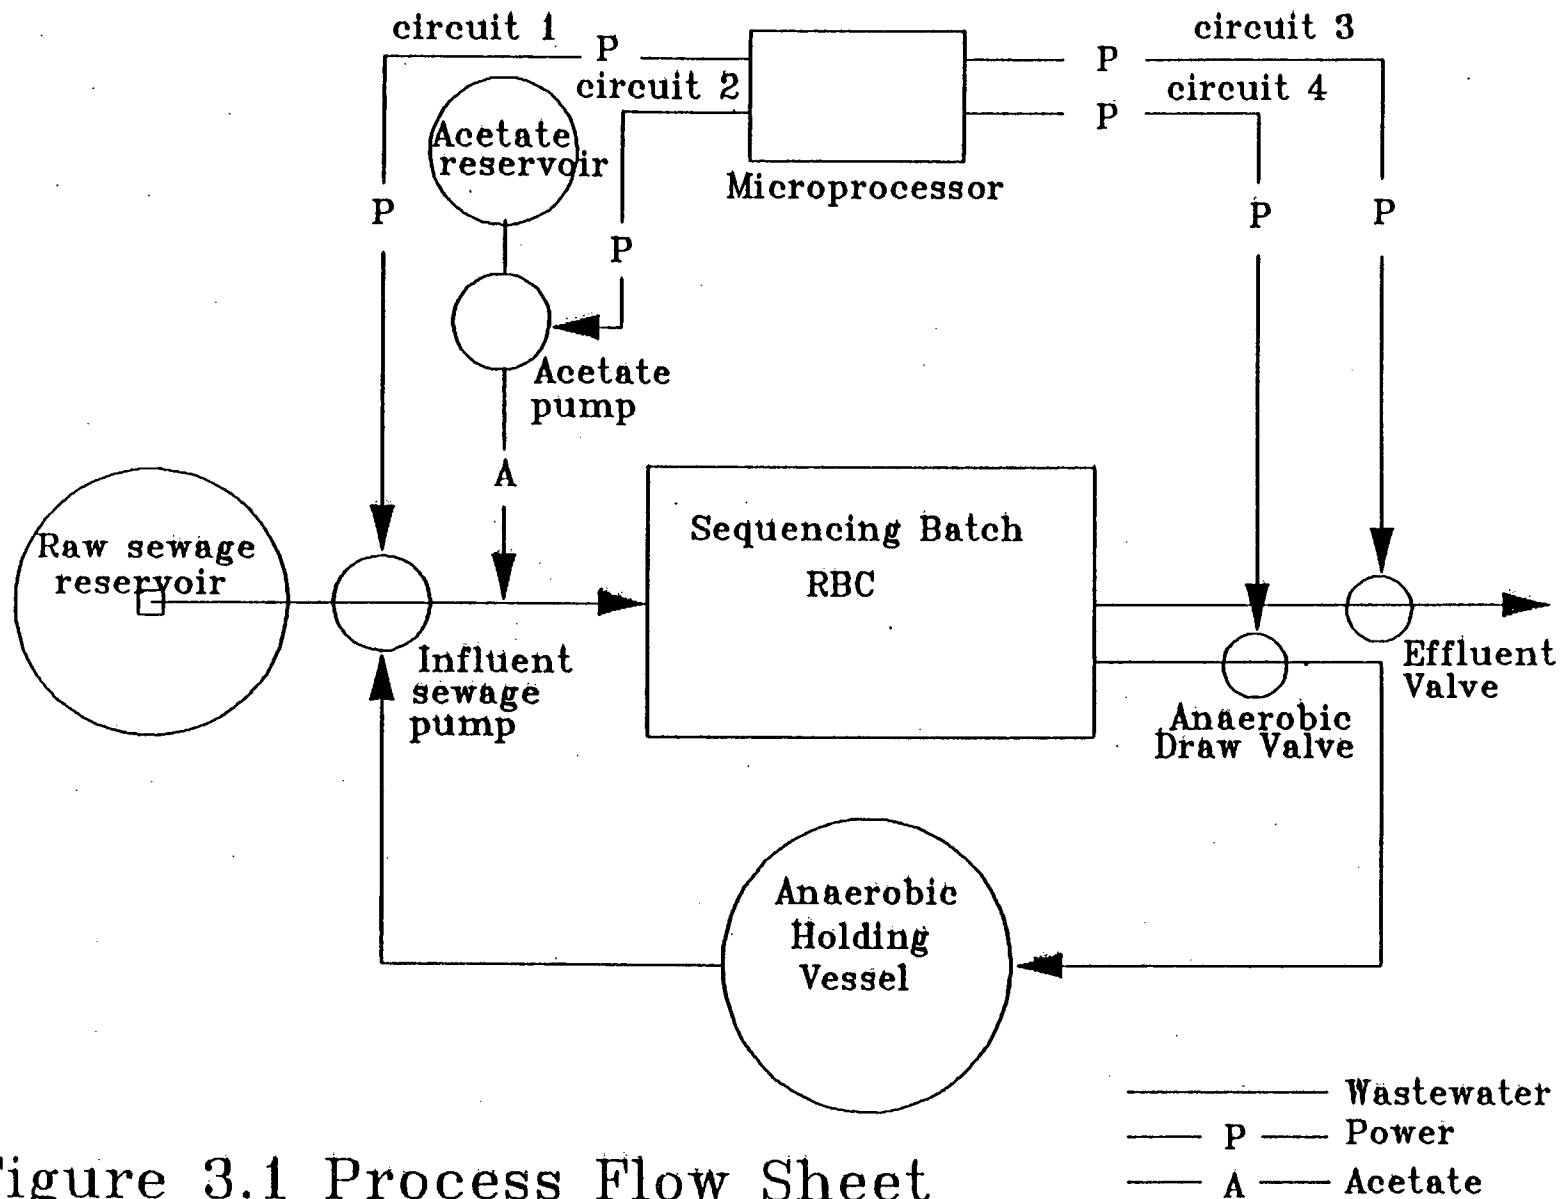 circuit 1
P
circuit 2
circuit 3
P
circuit 4
P
Acetate
reservoir
Microprocessor
P
P
P
P
Acetate
pump
A
Raw sewage
reservoir
Sequencing Batch
RBC
Influent
sewage
pump
Effluent
Valve
Anaerobic
Draw Valve
Anaerobic
Holding
Vessel
Wastewater
P Power
A Acetate
igure 3.1 Process Flow Sheet